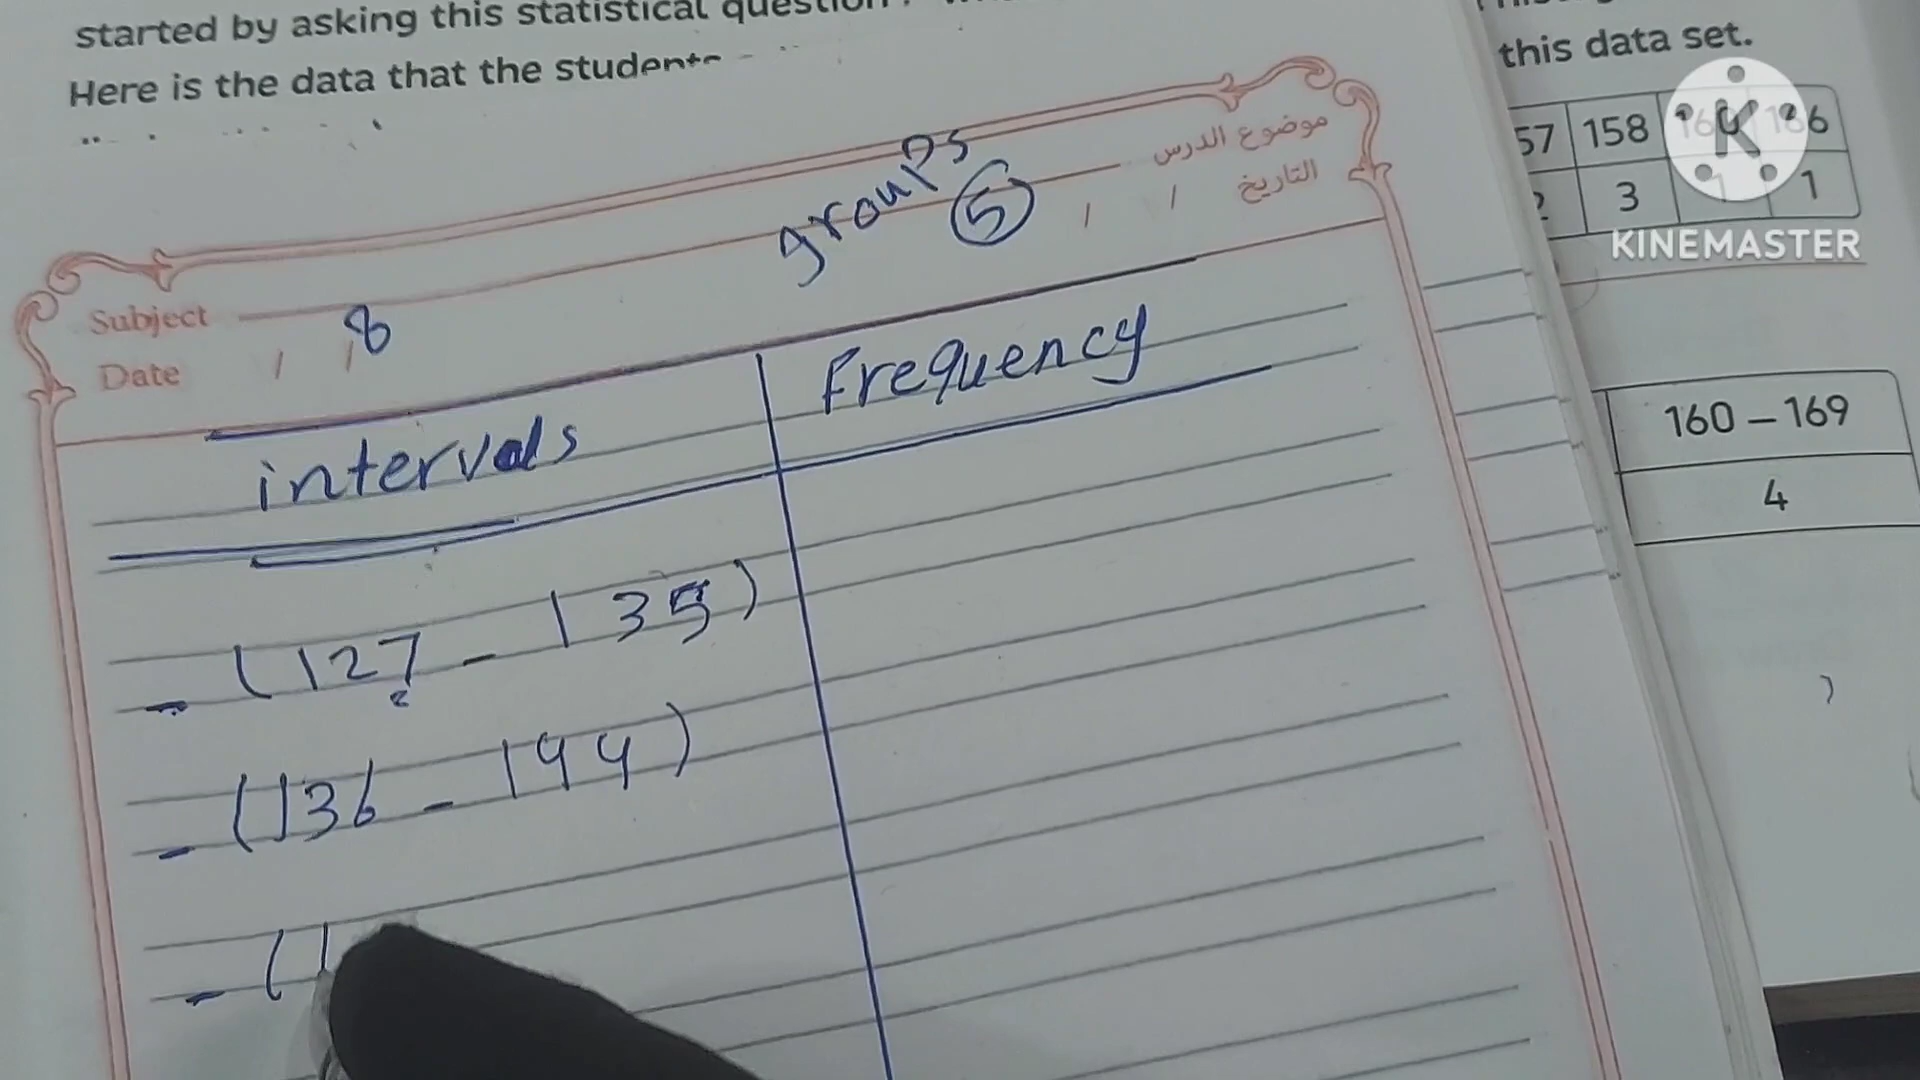 started by asking this statistical question
Here is the data that the students
موضوع الدرس
التاريخ / /
groups
5
Subject
Date / /
8
intervals
Frequency
- (127 - 135)
- (136 - 144)
- (1
this data set.
57 158 166
3 1 1
160 – 169
4
KINEMASTER